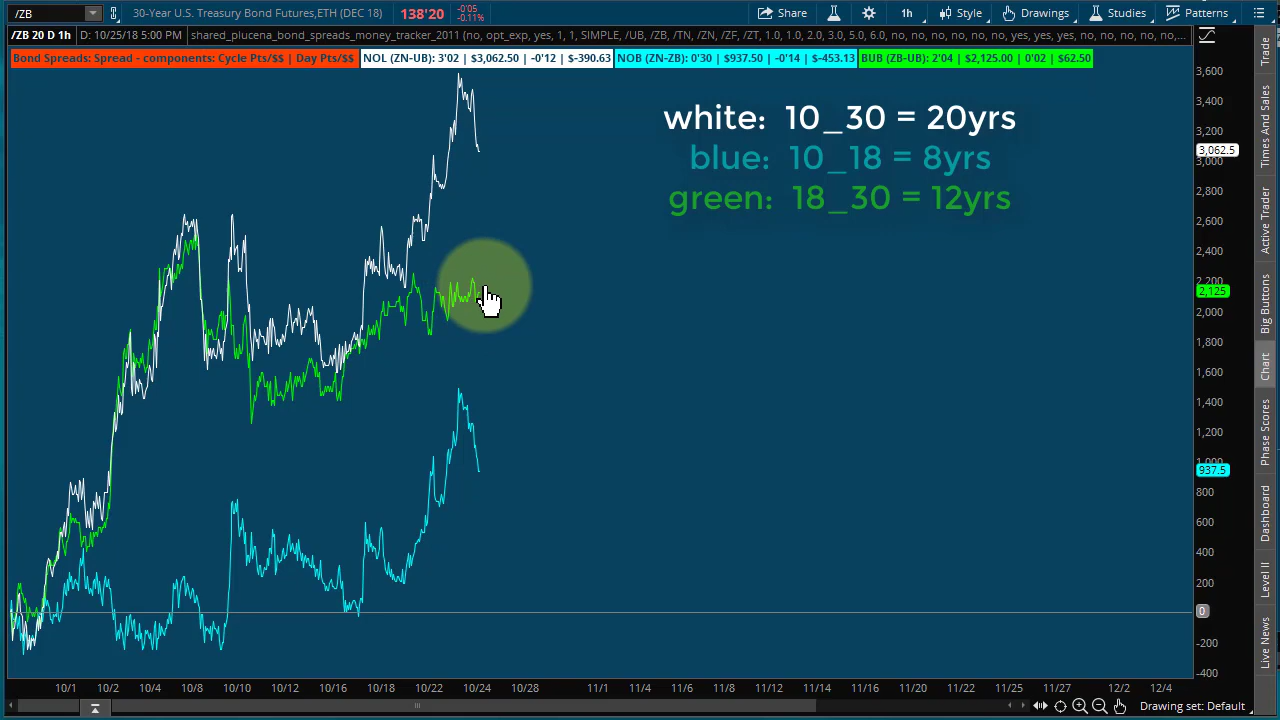 /ZB 30-Year U.S. Treasury Bond Futures,ETH (DEC 18) 138'20 -0'05 -0.11% Share 1h Style Drawings Studies Patterns
/ZB 20 D 1h D: 10/25/18 5:00 PM shared_plucena_bond_spreads_money_tracker_2011 (no, opt_exp, yes, 1, 1, SIMPLE, /UB, /ZB, /TN, /ZN, /ZF, /ZT, 1.0, 1.0, 2.0, 3.0, 5.0, 6.0, no, no, no, no, no, yes, yes, yes, no, no, no, no, no,...
Bond Spreads: Spread - components: Cycle Pts/$$ | Day Pts/$$ NOL (ZN-UB): 3'02 | $3,062.50 | -0'12 | $-390.63 NOB (ZN-ZB): 0'30 | $937.50 | -0'14 | $-453.13 BUB (ZB-UB): 2'04 | $2,125.00 | 0'02 | $62.50
white: 10_30 = 20yrs
blue: 10_18 = 8yrs
green: 18_30 = 12yrs
3,600
3,400
3,200
3,062.5
3,000
2,800
2,600
2,400
2,200
2,125
2,000
1,800
1,600
1,400
1,200
1,000
937.5
800
600
400
200
0
-200
-400
10/1 10/2 10/4 10/8 10/10 10/12 10/16 10/18 10/22 10/24 10/28 11/1 11/4 11/6 11/8 11/12 11/14 11/18 11/20 11/25 11/27 12/2 12/4
Drawing set: Default
Trade
Times And Sales
Active Trader
Big Buttons
Chart
Phase Scores
Dashboard
Level II
Live News